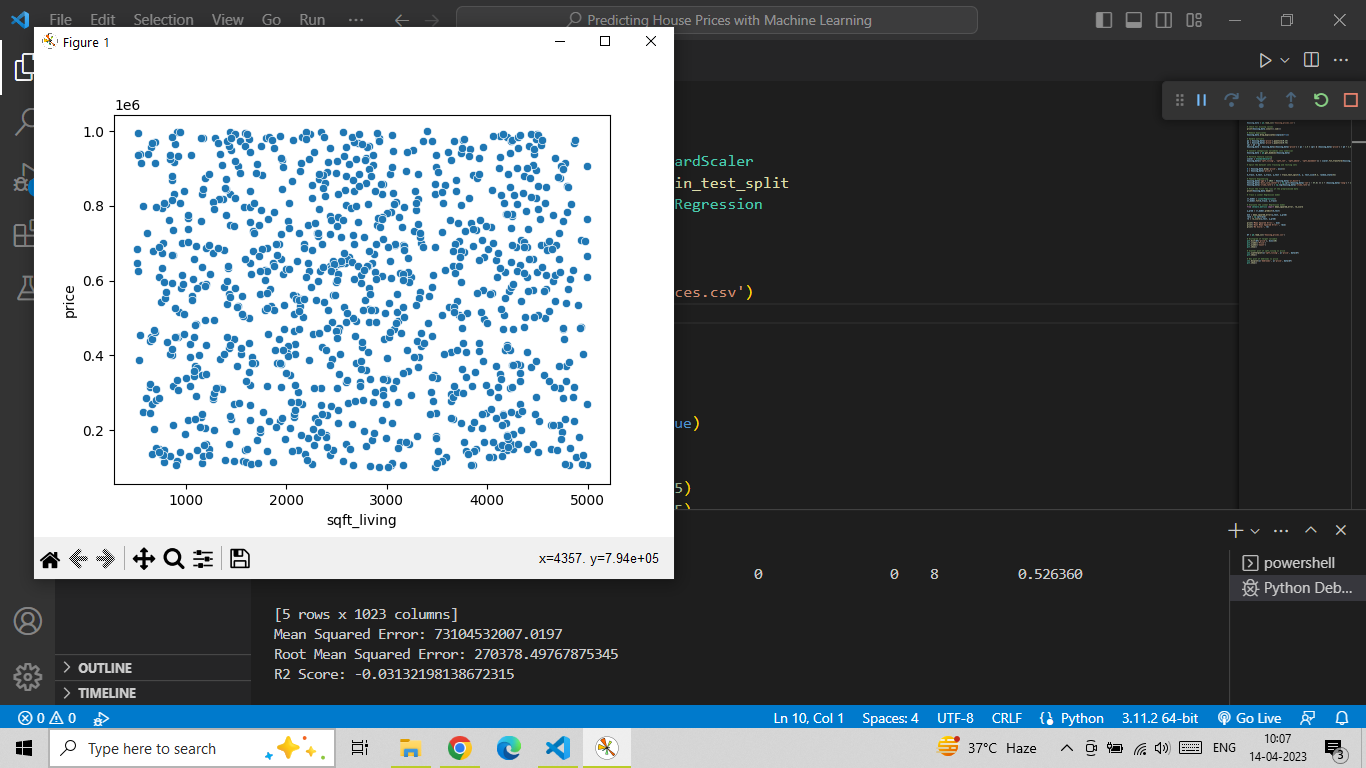 File Edit Selection View Go Run ···
Predicting House Prices with Machine Learning
Figure 1
1e6
1.0
0.8
0.6
0.4
0.2
price
1000 2000 3000 4000 5000
sqft_living
x=4357. y=7.94e+05
ardScaler
in_test_split
Regression
ces.csv')
ue)
5)
5)
0 0 8 0.526360
[5 rows x 1023 columns]
Mean Squared Error: 73104532007.0197
Root Mean Squared Error: 270378.49767875345
R2 Score: -0.03132198138672315
powershell
Python Deb...
OUTLINE
TIMELINE
0 0
Ln 10, Col 1 Spaces: 4 UTF-8 CRLF Python 3.11.2 64-bit Go Live
Type here to search
37°C Haze
ENG
10:07
14-04-2023
3